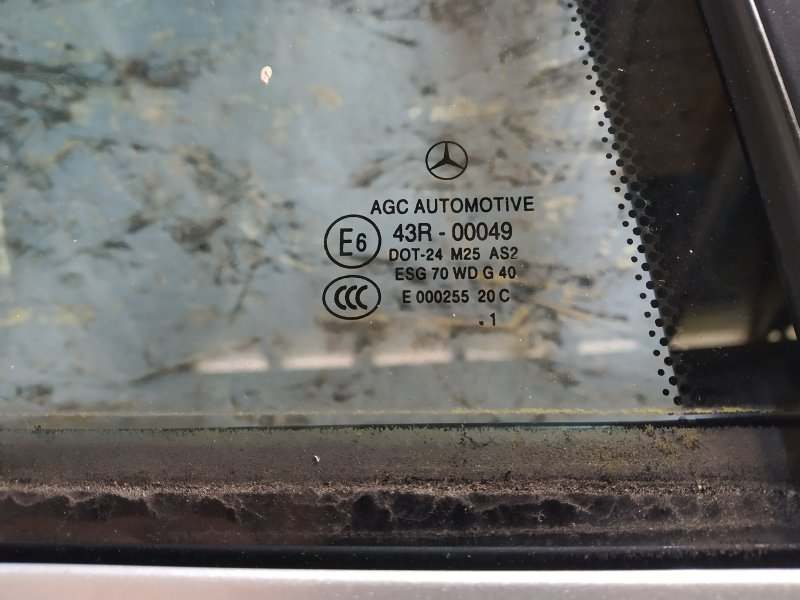 AGC AUTOMOTIVE
E6 43R - 00049
DOT-24 M25 AS2
ESG 70 WD G 40
CCC E 000255 20 C
. 1